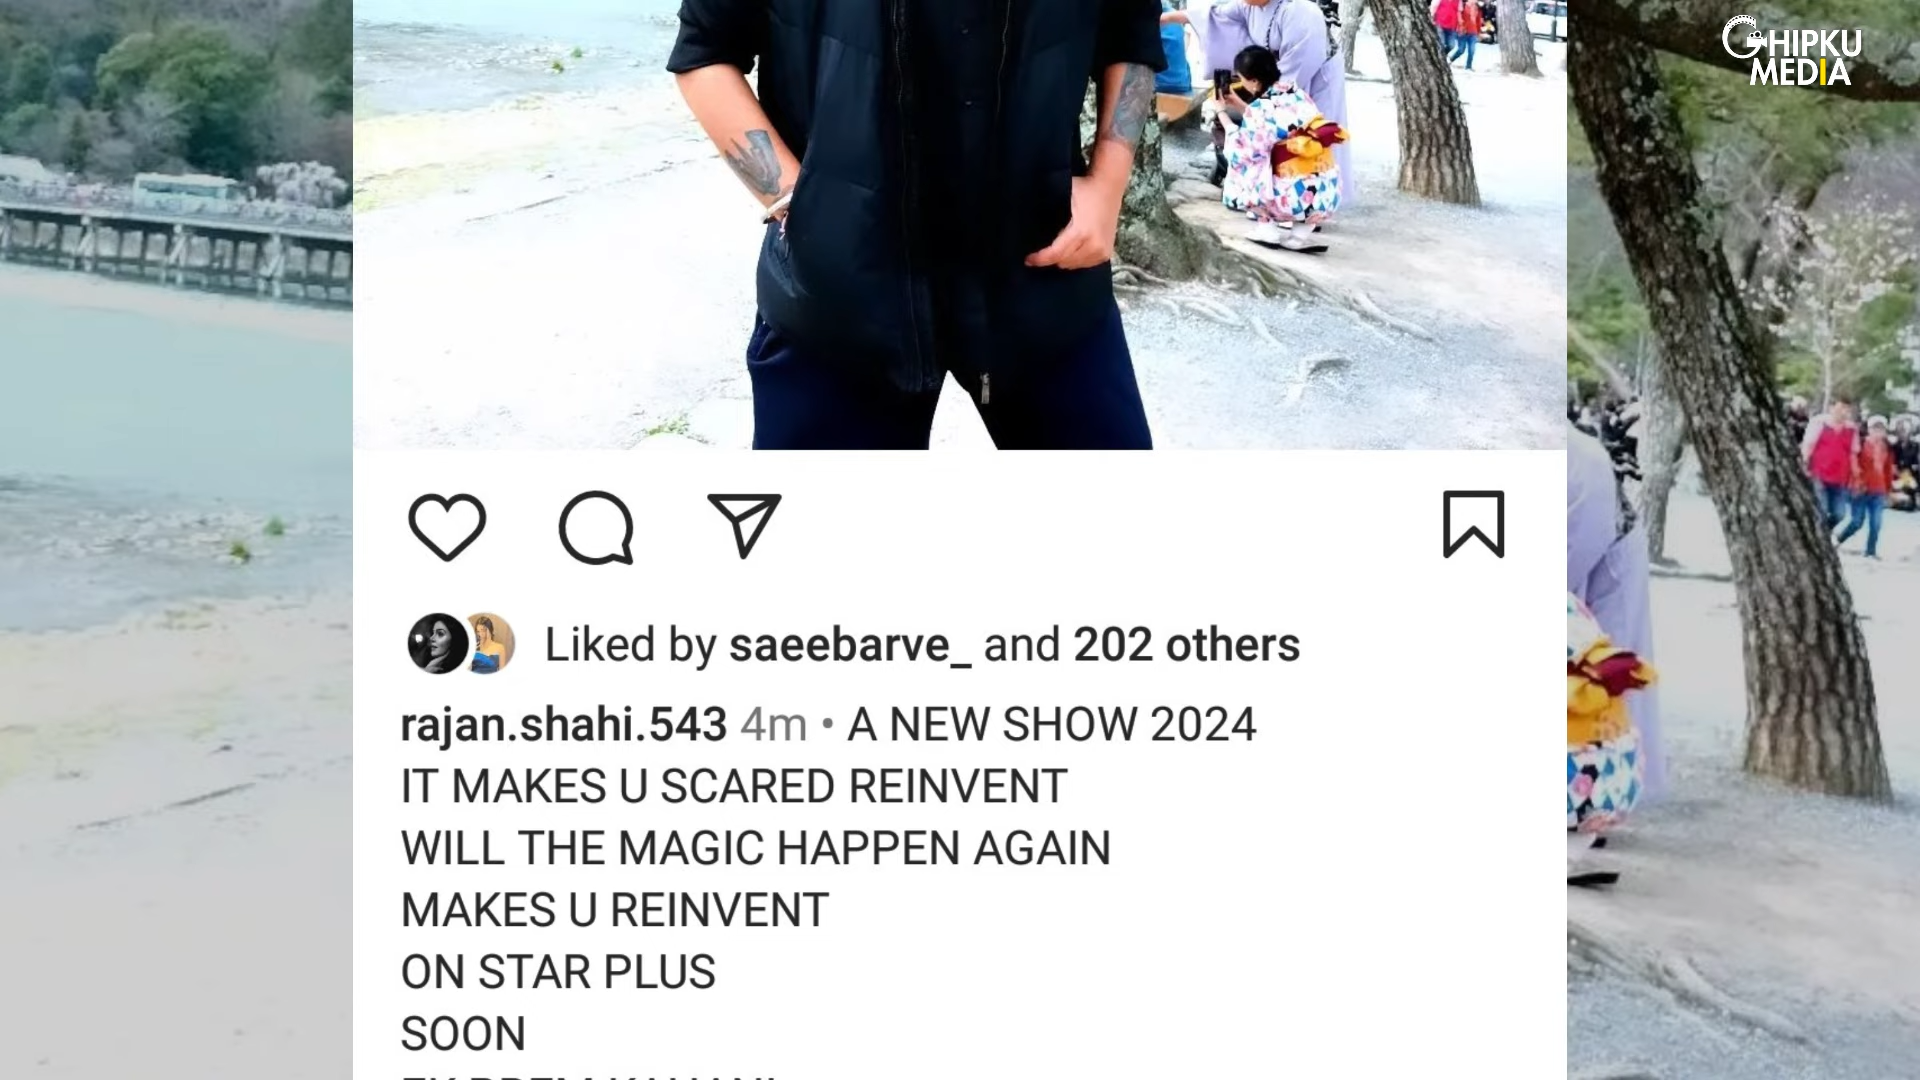 GHIPKU
MEDIA
Liked by saeebarve_ and 202 others
rajan.shahi.543 4m • A NEW SHOW 2024
IT MAKES U SCARED REINVENT
WILL THE MAGIC HAPPEN AGAIN
MAKES U REINVENT
ON STAR PLUS
SOON